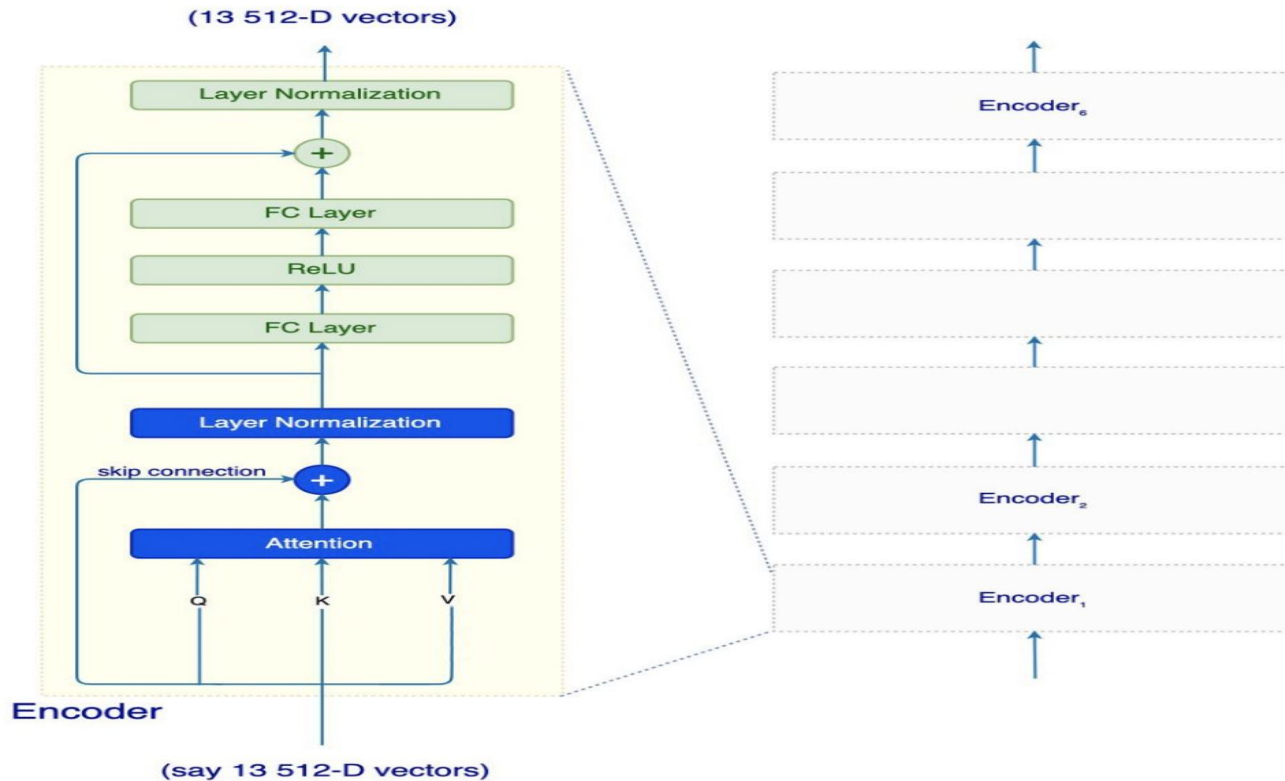 (13 512-D vectors)
Layer Normalization
+
FC Layer
ReLU
FC Layer
Layer Normalization
skip connection
+
Attention
Q K V
Encoder
(say 13 512-D vectors)
Encoder₆
Encoder₂
Encoder₁